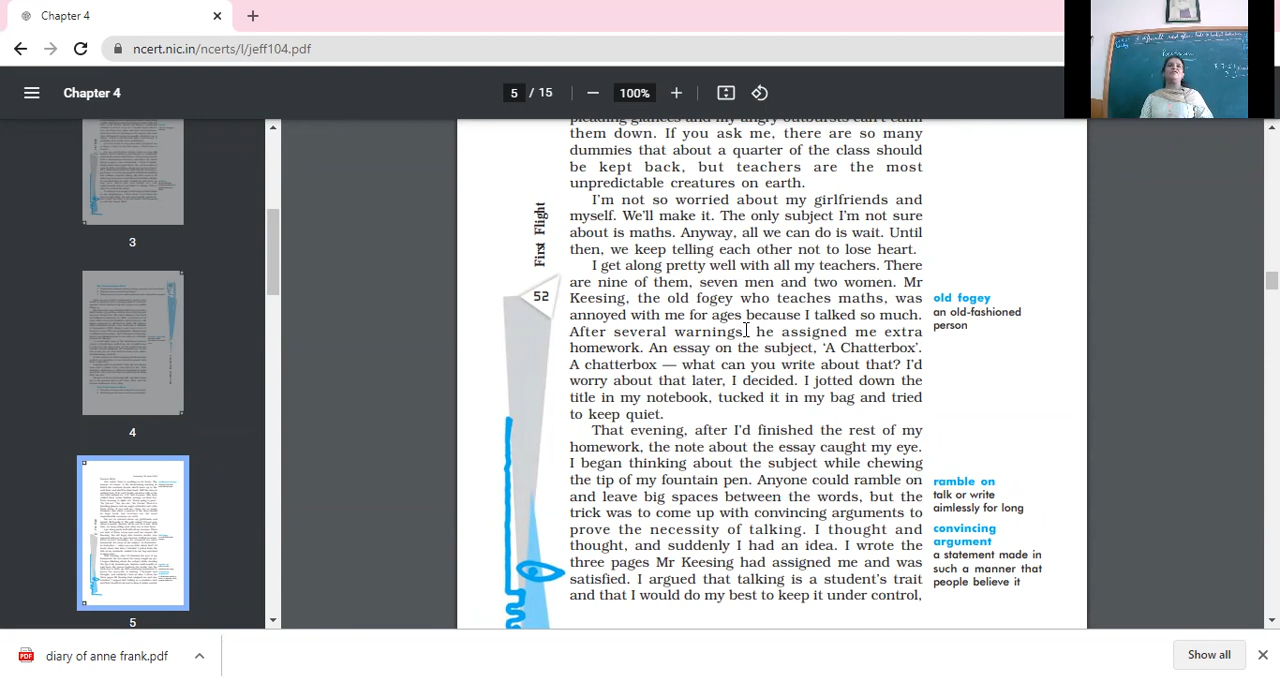 Chapter 4
ncert.nic.in/ncerts/l/jeff104.pdf
Chapter 4
5 / 15
100%
3
4
5
First Flight
52
them down. If you ask me, there are so many
dummies that about a quarter of the class should
be kept back, but teachers are the most
unpredictable creatures on earth.
I'm not so worried about my girlfriends and
myself. We'll make it. The only subject I'm not sure
about is maths. Anyway, all we can do is wait. Until
then, we keep telling each other not to lose heart.
I get along pretty well with all my teachers. There
are nine of them, seven men and two women. Mr
Keesing, the old fogey who teaches maths, was
annoyed with me for ages because I talked so much.
After several warnings, he assigned me extra
homework. An essay on the subject, 'A Chatterbox'.
A chatterbox — what can you write about that? I'd
worry about that later, I decided. I jotted down the
title in my notebook, tucked it in my bag and tried
to keep quiet.
That evening, after I'd finished the rest of my
homework, the note about the essay caught my eye.
I began thinking about the subject while chewing
the tip of my fountain pen. Anyone could ramble on
and leave big spaces between the words, but the
trick was to come up with convincing arguments to
prove the necessity of talking. I thought and
thought, and suddenly I had an idea. I wrote the
three pages Mr Keesing had assigned me and was
satisfied. I argued that talking is a student's trait
and that I would do my best to keep it under control,
old fogey
an old-fashioned
person
ramble on
talk or write
aimlessly for long
convincing
argument
a statement made in
such a manner that
people believe it
diary of anne frank.pdf
Show all